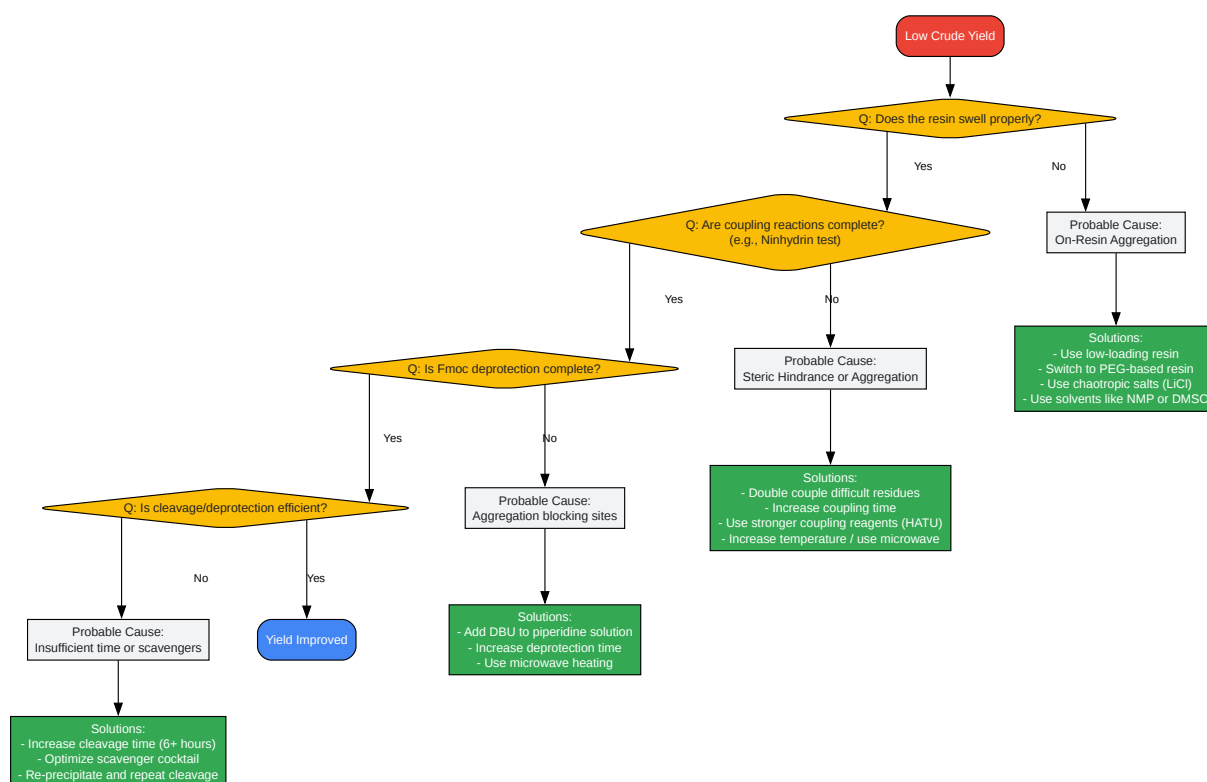 Low Crude Yield
Q: Does the resin swell properly?
Yes
No
Q: Are coupling reactions complete?
(e.g., Ninhydrin test)
Probable Cause:
On-Resin Aggregation
Yes
No
Solutions:
- Use low-loading resin
- Switch to PEG-based resin
- Use chaotropic salts (LiCl)
- Use solvents like NMP or DMSO
Q: Is Fmoc deprotection complete?
Probable Cause:
Steric Hindrance or Aggregation
Yes
No
Solutions:
- Double couple difficult residues
- Increase coupling time
- Use stronger coupling reagents (HATU)
- Increase temperature / use microwave
Q: Is cleavage/deprotection efficient?
Probable Cause:
Aggregation blocking sites
No
Yes
Solutions:
- Add DBU to piperidine solution
- Increase deprotection time
- Use microwave heating
Probable Cause:
Insufficient time or scavengers
Yield Improved
Solutions:
- Increase cleavage time (6+ hours)
- Optimize scavenger cocktail
- Re-precipitate and repeat cleavage